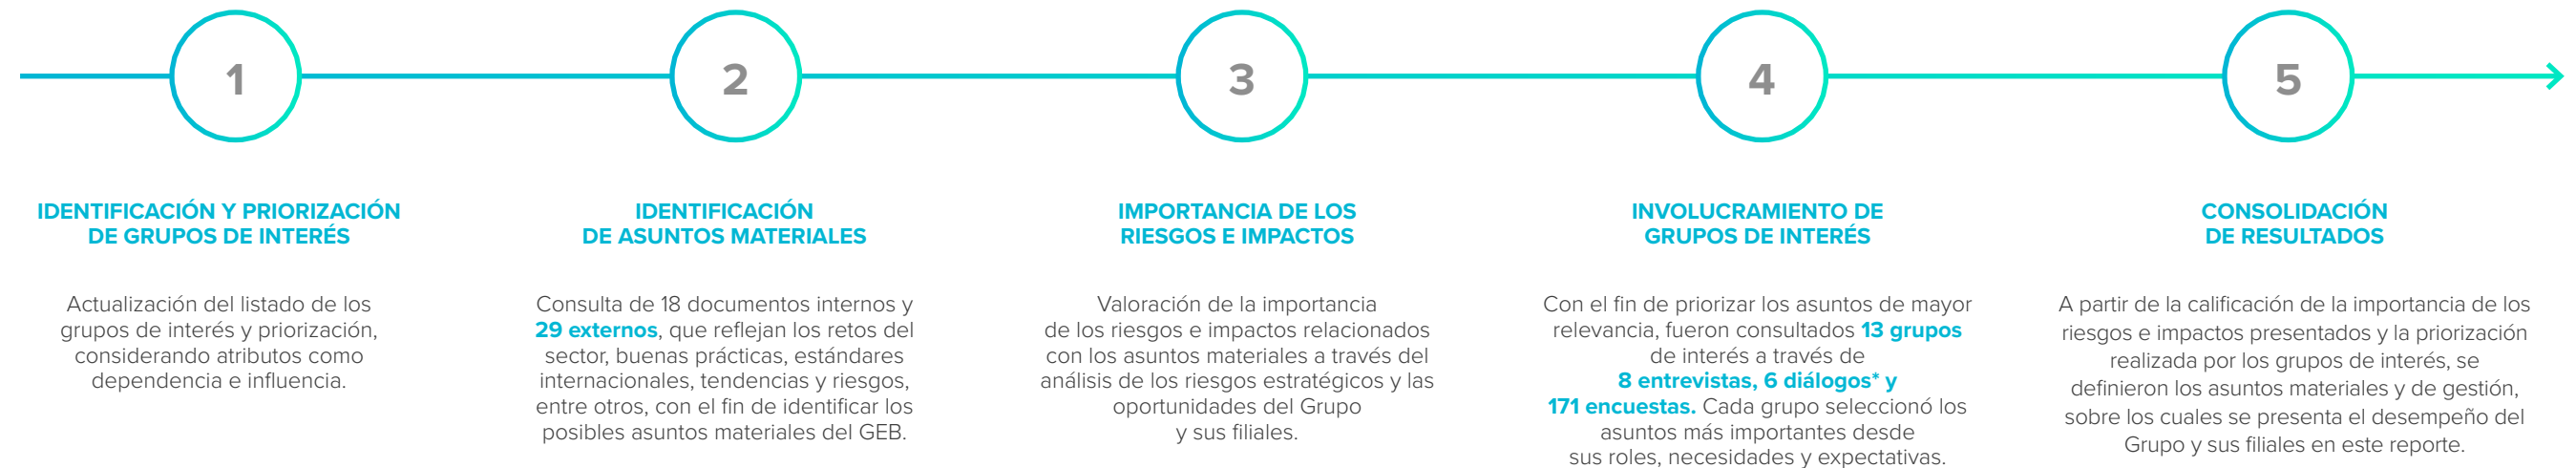 1
IDENTIFICACIÓN Y PRIORIZACIÓN
DE GRUPOS DE INTERÉS
Actualización del listado de los
grupos de interés y priorización,
considerando atributos como
dependencia e influencia.
2
IDENTIFICACIÓN
DE ASUNTOS MATERIALES
Consulta de 18 documentos internos y
29 externos, que reflejan los retos del
sector, buenas prácticas, estándares
internacionales, tendencias y riesgos,
entre otros, con el fin de identificar los
posibles asuntos materiales del GEB.
3
IMPORTANCIA DE LOS
RIESGOS E IMPACTOS
Valoración de la importancia
de los riesgos e impactos relacionados
con los asuntos materiales a través del
análisis de los riesgos estratégicos y las
oportunidades del Grupo
y sus filiales.
4
INVOLUCRAMIENTO DE
GRUPOS DE INTERÉS
Con el fin de priorizar los asuntos de mayor
relevancia, fueron consultados 13 grupos
de interés a través de
8 entrevistas, 6 diálogos* y
171 encuestas. Cada grupo seleccionó los
asuntos más importantes desde
sus roles, necesidades y expectativas.
5
CONSOLIDACIÓN
DE RESULTADOS
A partir de la calificación de la importancia de los
riesgos e impactos presentados y la priorización
realizada por los grupos de interés, se
definieron los asuntos materiales y de gestión,
sobre los cuales se presenta el desempeño del
Grupo y sus filiales en este reporte.